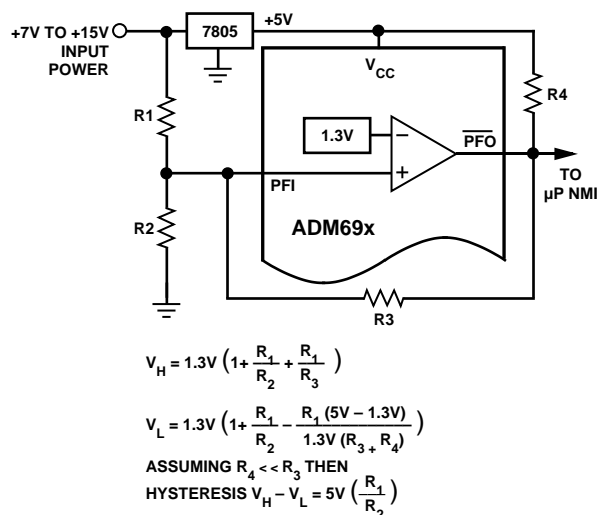 +7V TO +15V
INPUT
POWER
7805
+5V
V_CC
R1
R4
1.3V
−
+
PFO
PFI
TO
µP NMI
R2
ADM69x
R3
V_H = 1.3V (1+ R_1/R_2 + R_1/R_3)
V_L = 1.3V (1+ R_1/R_2 − R_1 (5V – 1.3V)/1.3V (R_3 + R_4))
ASSUMING R_4 << R_3 THEN
HYSTERESIS V_H – V_L = 5V (R_1/R_2)